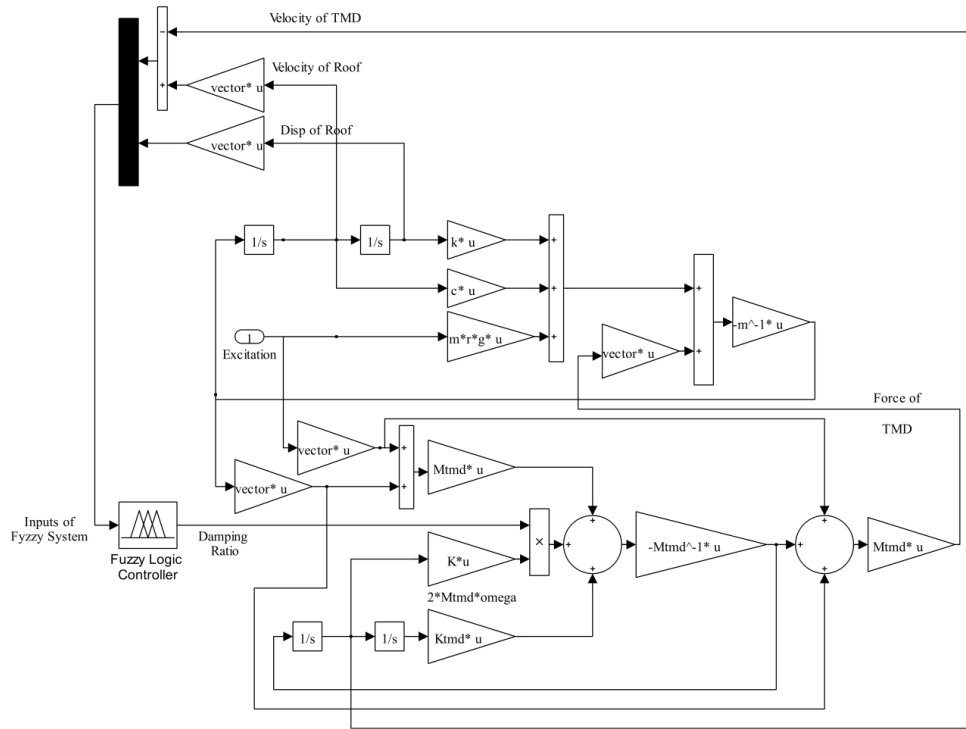 Velocity of TMD
−
+
Velocity of Roof
vector* u
Disp of Roof
vector* u
1/s
1/s
k* u
+
c* u
+
+
m*r*g* u
1
Excitation
+
+
vector* u
-m^-1* u
Force of
TMD
vector* u
+
+
vector* u
Mtmd* u
Inputs of
Fyzzy System
Fuzzy Logic
Controller
Damping
Ratio
×
K*u
2*Mtmd*omega
+
+
+
-Mtmd^-1* u
+
+
+
Mtmd* u
1/s
1/s
Ktmd* u